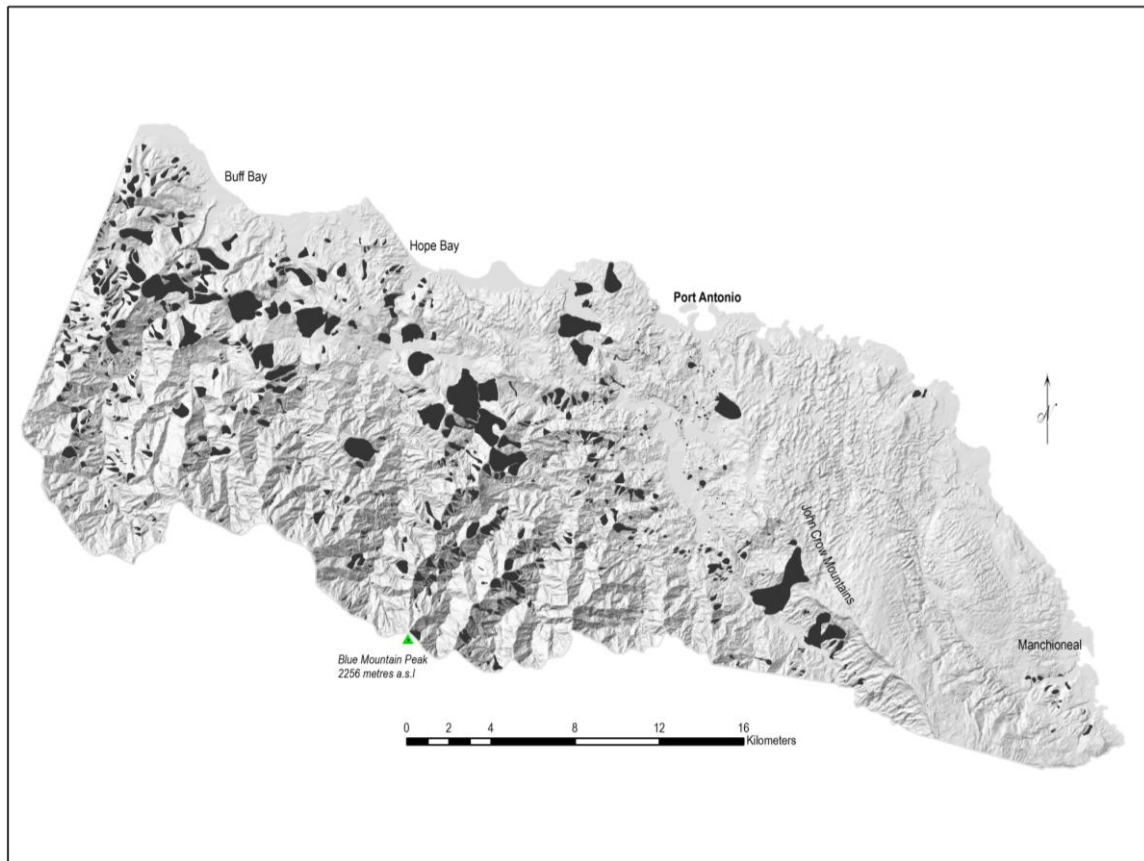 Buff Bay
Hope Bay
Port Antonio
N
John Crow Mountains
Manchioneal
Blue Mountain Peak
2256 metres a.s.l
0 2 4 8 12 16
Kilometers